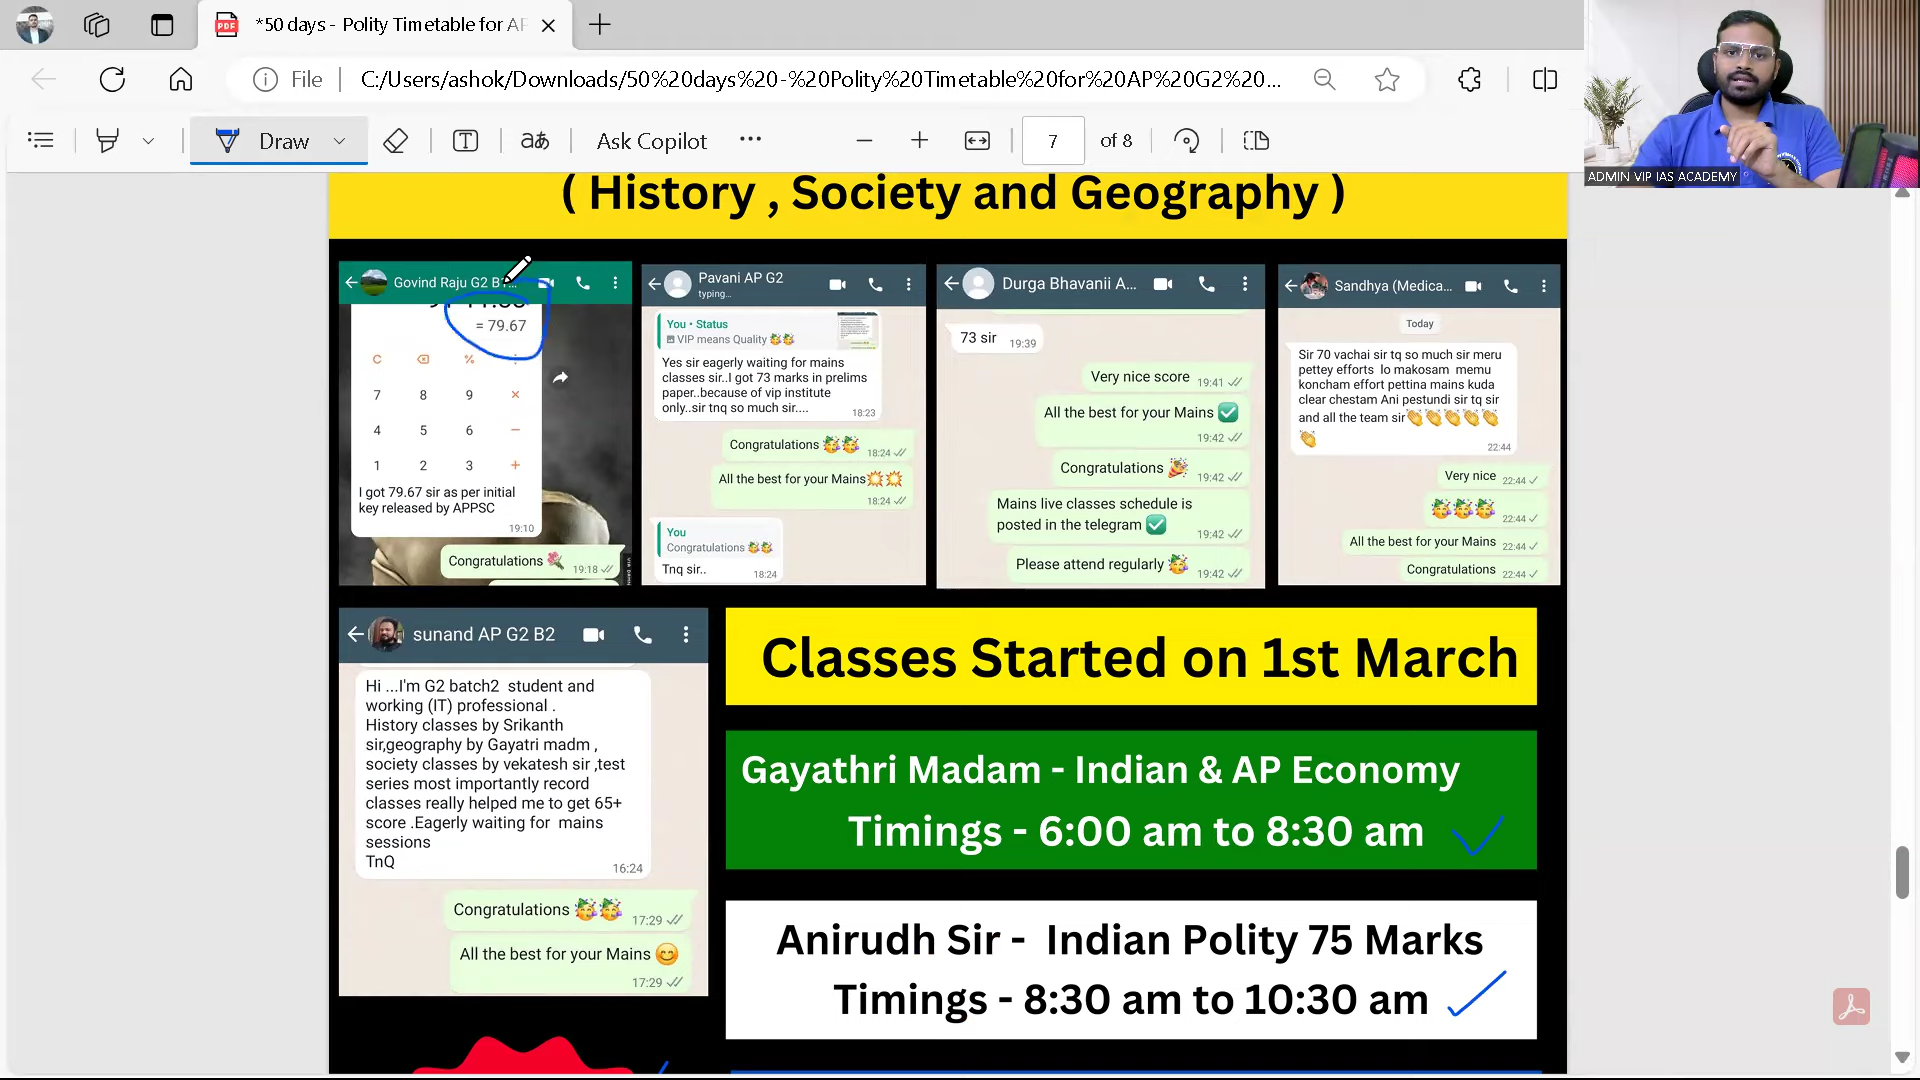 *50 days - Polity Timetable for AP
File
C:/Users/ashok/Downloads/50%20days%20-%20Polity%20Timetable%20for%20AP%20G2%20...
Draw
Ask Copilot
7
of 8
ADMIN VIP IAS ACADEMY
( History , Society and Geography )
Govind Raju G2 B
= 79.67
C
%
7 8 9 ×
4 5 6 −
1 2 3 +
I got 79.67 sir as per initial
key released by APPSC
19:10
Congratulations 💐 19:18
Pavani AP G2
typing...
You • Status
VIP means Quality 🥳🥳
Yes sir eagerly waiting for mains
classes sir..I got 73 marks in prelims
paper..because of vip institute
only..sir tnq so much sir....
18:23
Congratulations 🥳🥳 18:24
All the best for your Mains💥💥
18:24
You
Congratulations 🥳🥳
Tnq sir.. 18:24
Durga Bhavanii A...
73 sir 19:39
Very nice score 19:41
All the best for your Mains ✅
19:42
Congratulations 🎉 19:42
Mains live classes schedule is
posted in the telegram ✅ 19:42
Please attend regularly 🥳 19:42
Sandhya (Medica...
Today
Sir 70 vachai sir tq so much sir meru
pettey efforts lo makosam memu
koncham effort pettina mains kuda
clear chestam Ani pestundi sir tq sir
and all the team sir👏👏👏👏👏
👏 22:44
Very nice 22:44
🥳🥳🥳 22:44
All the best for your Mains 22:44
Congratulations 22:44
sunand AP G2 B2
Hi ...I'm G2 batch2 student and
working (IT) professional .
History classes by Srikanth
sir,geography by Gayatri madm ,
society classes by vekatesh sir ,test
series most importantly record
classes really helped me to get 65+
score .Eagerly waiting for mains
sessions
TnQ
16:24
Congratulations 🥳🥳 17:29
All the best for your Mains 😊
17:29
Classes Started on 1st March
Gayathri Madam - Indian & AP Economy
Timings - 6:00 am to 8:30 am
Anirudh Sir - Indian Polity 75 Marks
Timings - 8:30 am to 10:30 am